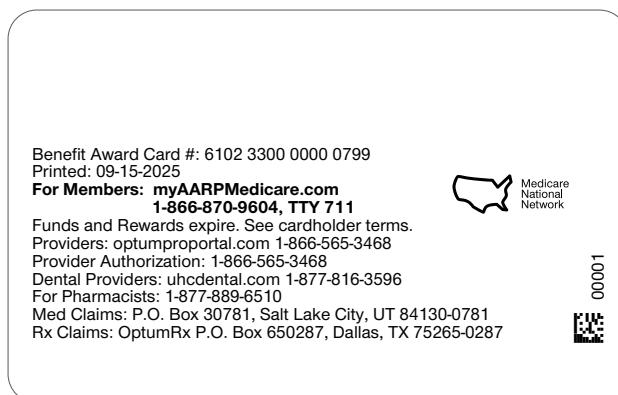 Benefit Award Card #: 6102 3300 0000 0799
Printed: 09-15-2025
For Members: myAARPMedicare.com
1-866-870-9604, TTY 711
Funds and Rewards expire. See cardholder terms.
Providers: optumproportal.com 1-866-565-3468
Provider Authorization: 1-866-565-3468
Dental Providers: uhcdental.com 1-877-816-3596
For Pharmacists: 1-877-889-6510
Med Claims: P.O. Box 30781, Salt Lake City, UT 84130-0781
Rx Claims: OptumRx P.O. Box 650287, Dallas, TX 75265-0287
Medicare
National
Network
00001